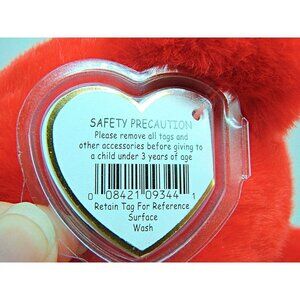 SAFETY PRECAUTION
Please remove all tags and
other accessories before giving to
a child under 3 years of age
0 08421 09344 1
Retain Tag For Reference
Surface
Wash